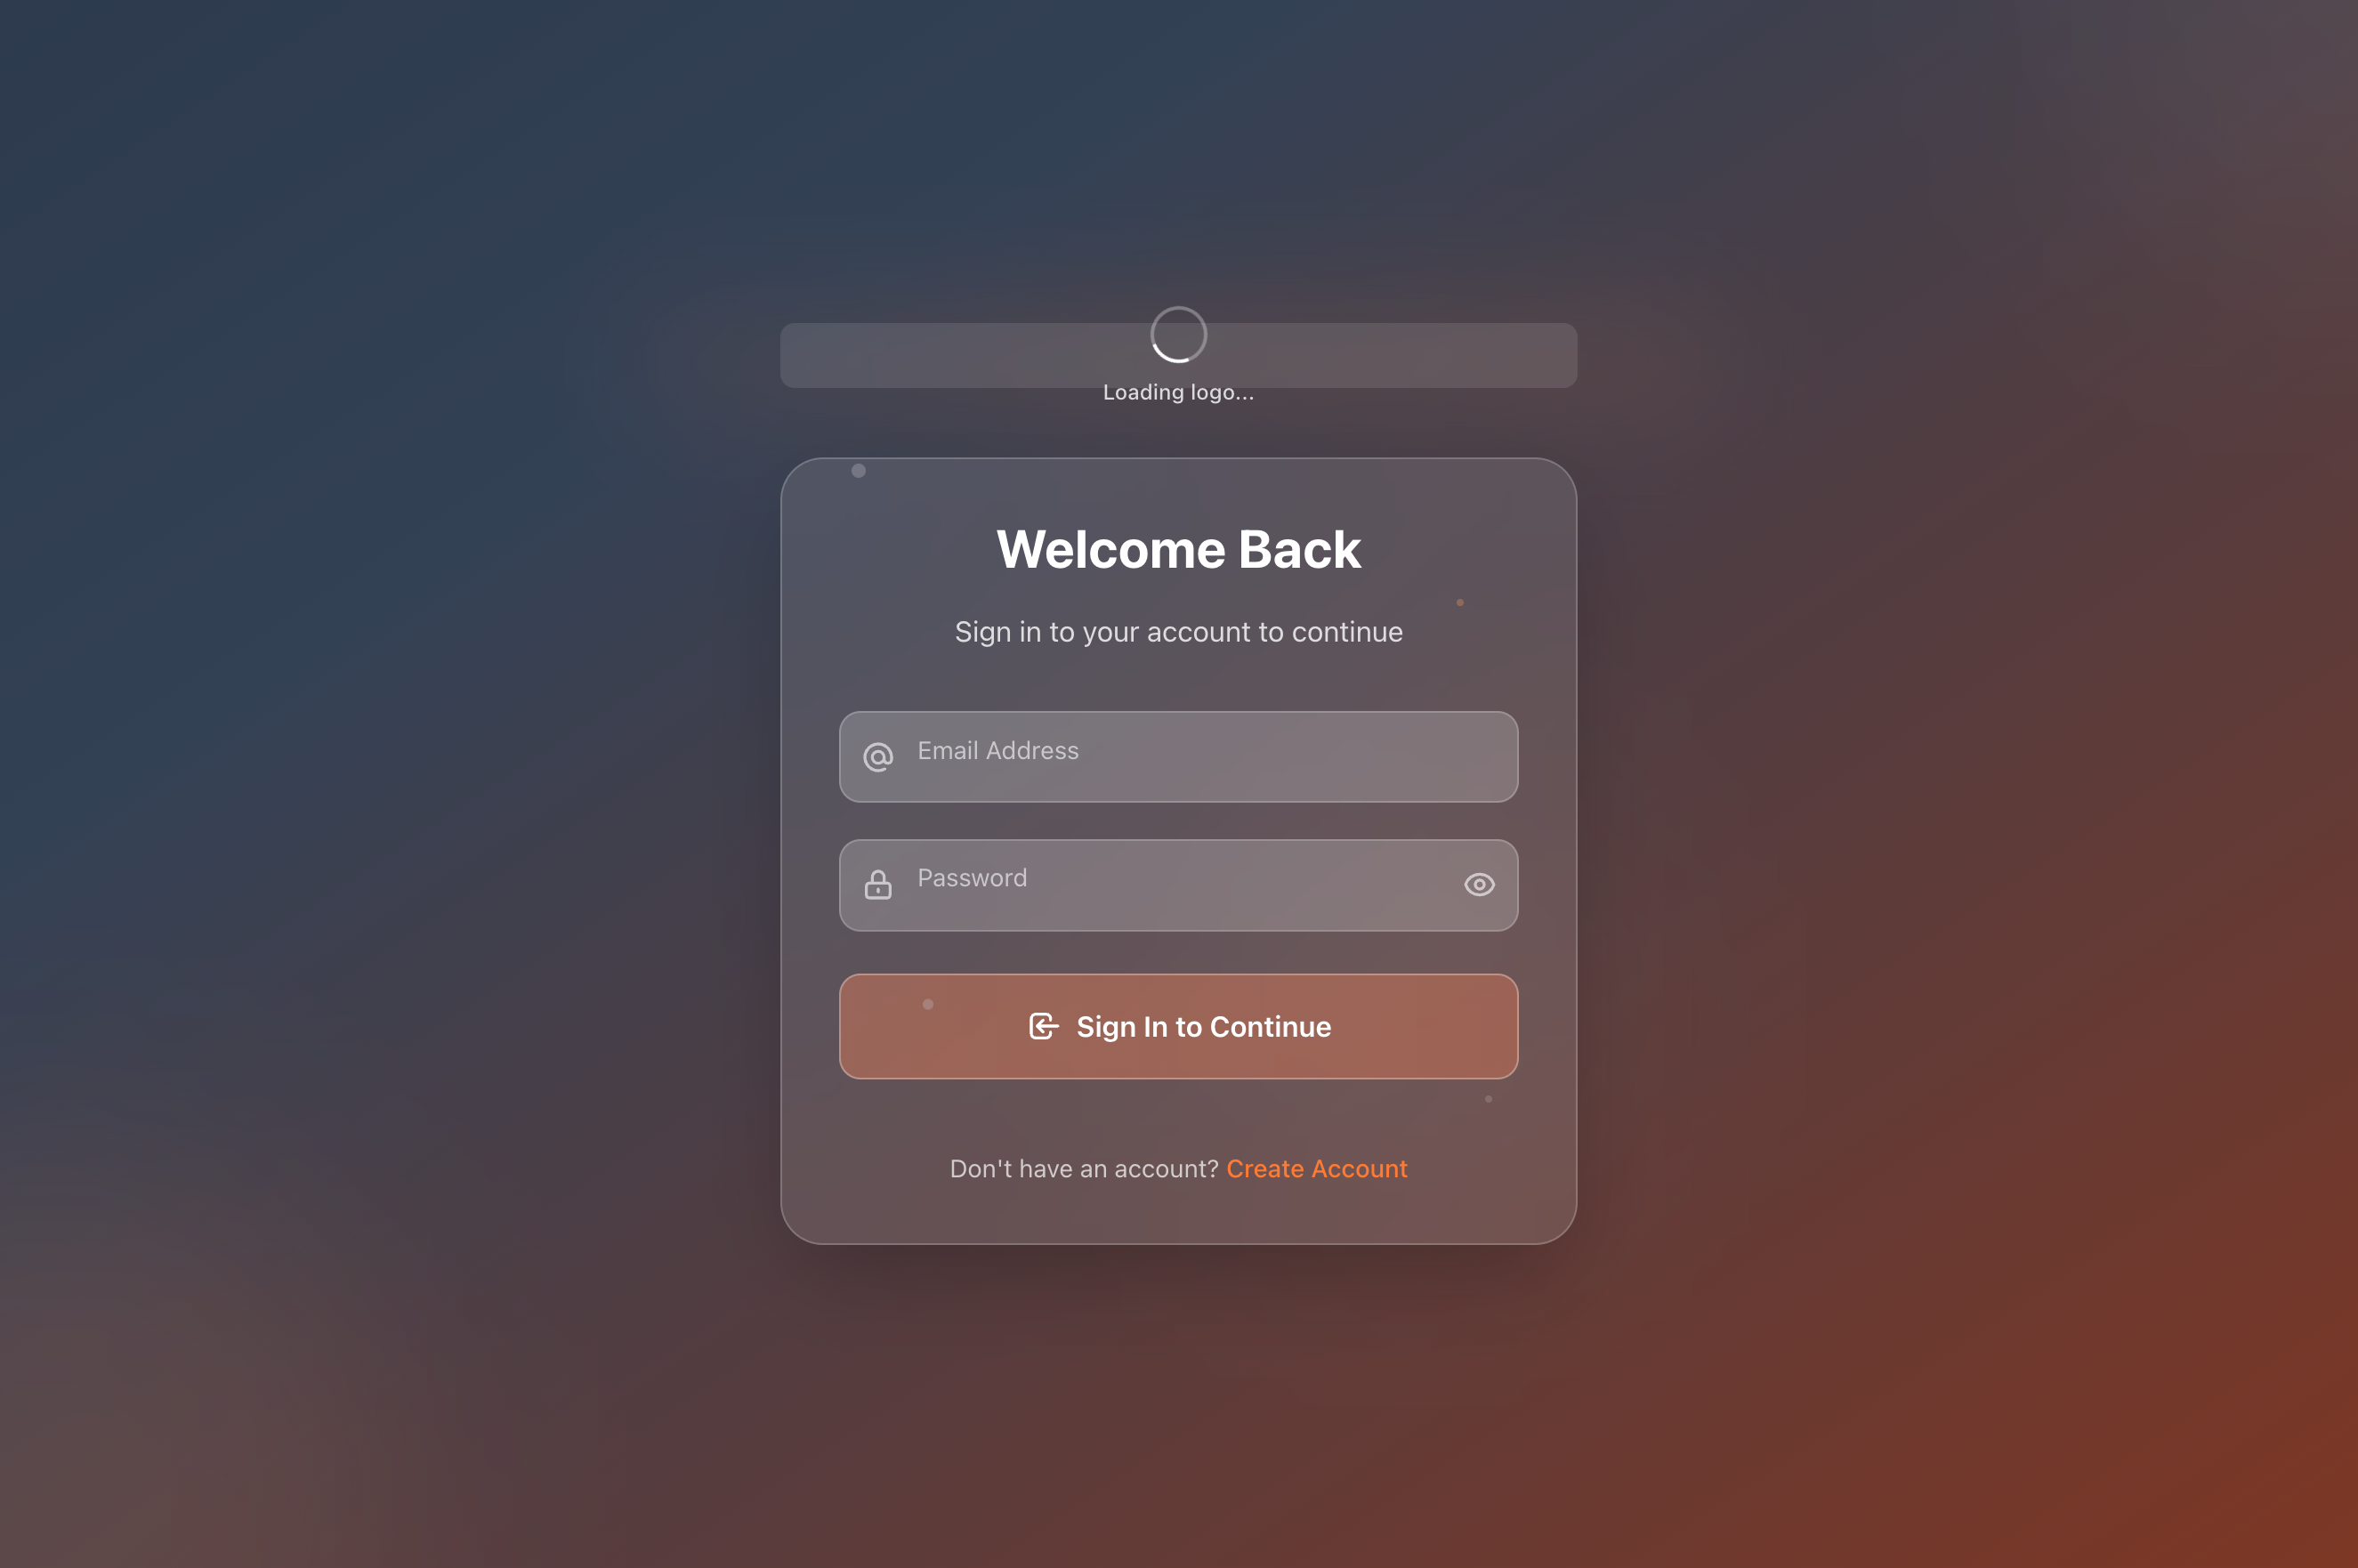 Loading logo...
Welcome Back
Sign in to your account to continue
Email Address
Password
Sign In to Continue
Don't have an account? Create Account